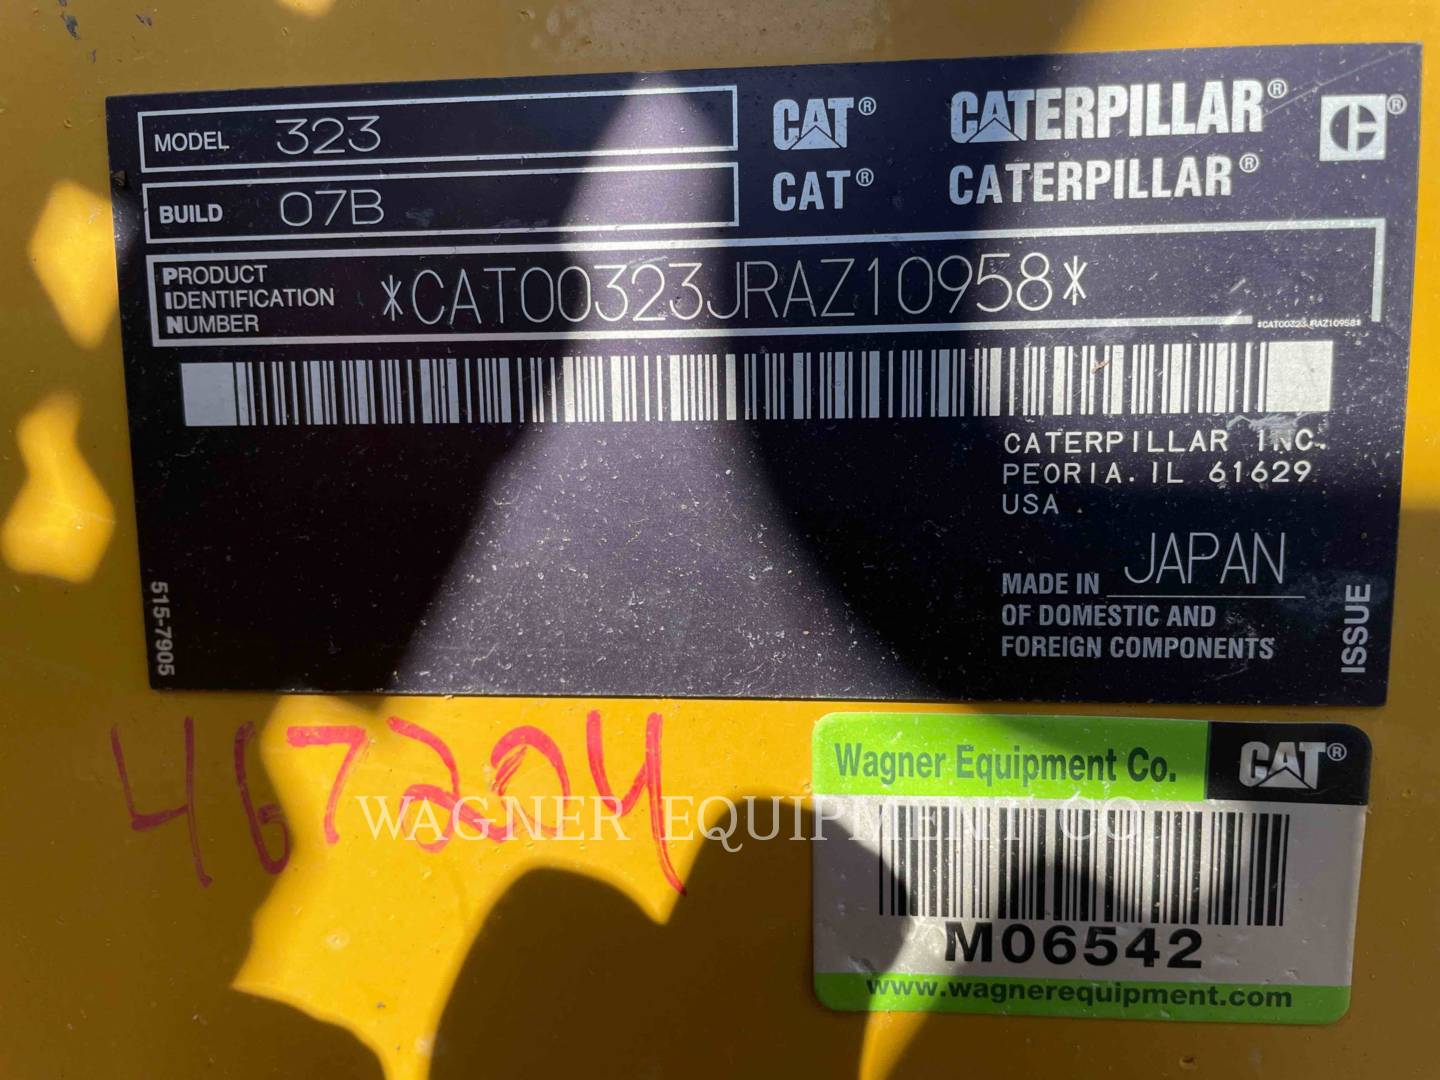 MODEL 323
CAT® CATERPILLAR® C®
BUILD 07B
CAT® CATERPILLAR®
PRODUCT
IDENTIFICATION
NUMBER
*CAT00323JRAZ10958*
*CAT00323JRAZ10958*
CATERPILLAR INC.
PEORIA. IL 61629
USA
MADE IN JAPAN
OF DOMESTIC AND
FOREIGN COMPONENTS
515-7905
ISSUE
467204
WAGNER EQUIPMENT CO
Wagner Equipment Co. CAT®
M06542
www.wagnerequipment.com